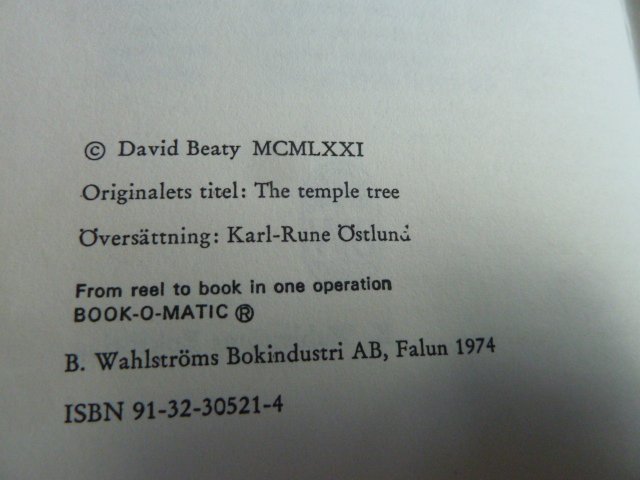 © David Beaty MCMLXXI
Originalets titel: The temple tree
Översättning: Karl-Rune Östlund
From reel to book in one operation
BOOK-O-MATIC ®
B. Wahlströms Bokindustri AB, Falun 1974
ISBN 91-32-30521-4